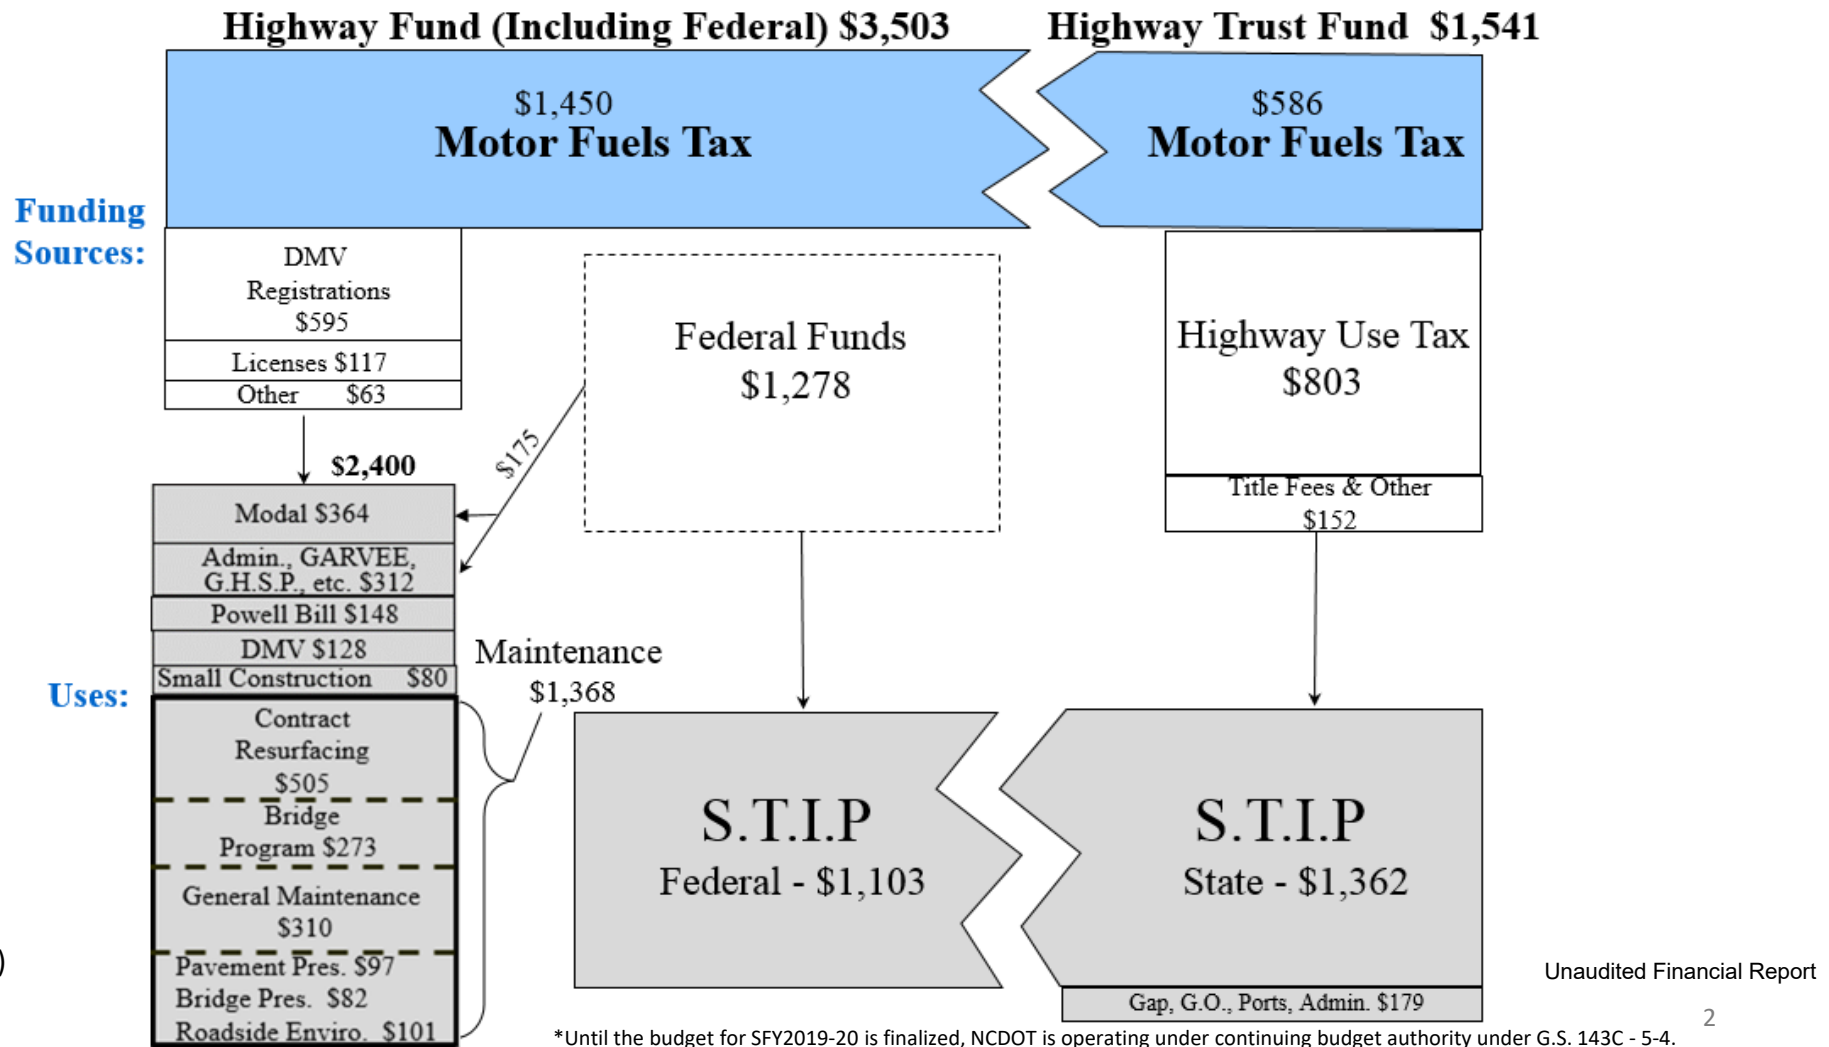 Highway Fund (Including Federal) $3,503
Highway Trust Fund $1,541
$1,450
Motor Fuels Tax
$586
Motor Fuels Tax
Funding
Sources:
DMV
Registrations
$595
Licenses $117
Other $63
Federal Funds
$1,278
Highway Use Tax
$803
Title Fees & Other
$152
$175
$2,400
Modal $364
Admin., GARVEE,
G.H.S.P., etc. $312
Powell Bill $148
DMV $128
Small Construction $80
Uses:
Maintenance
$1,368
Contract
Resurfacing
$505
Bridge
Program $273
General Maintenance
$310
Pavement Pres. $97
Bridge Pres. $82
Roadside Enviro. $101
S.T.I.P
Federal - $1,103
S.T.I.P
State - $1,362
Gap, G.O., Ports, Admin. $179
)
Unaudited Financial Report
2
*Until the budget for SFY2019-20 is finalized, NCDOT is operating under continuing budget authority under G.S. 143C - 5-4.